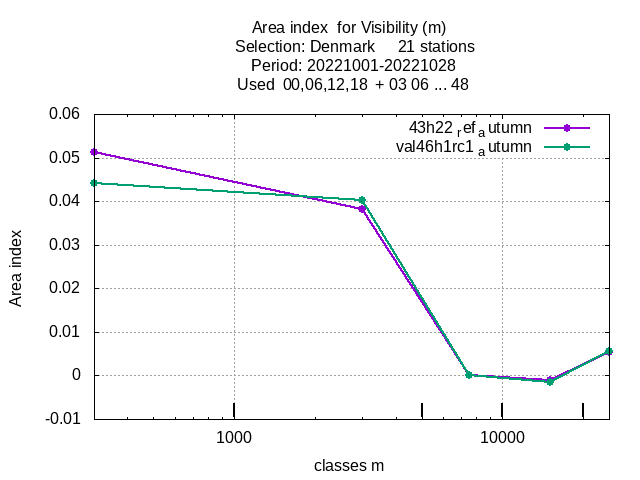 Area index for Visibility (m)
Selection: Denmark 21 stations
Period: 20221001-20221028
Used 00,06,12,18 + 03 06 ... 48
43h22 ref autumn
val46h1rc1 autumn
0.06
0.05
0.04
0.03
0.02
0.01
0
-0.01
Area index
1000
10000
classes m